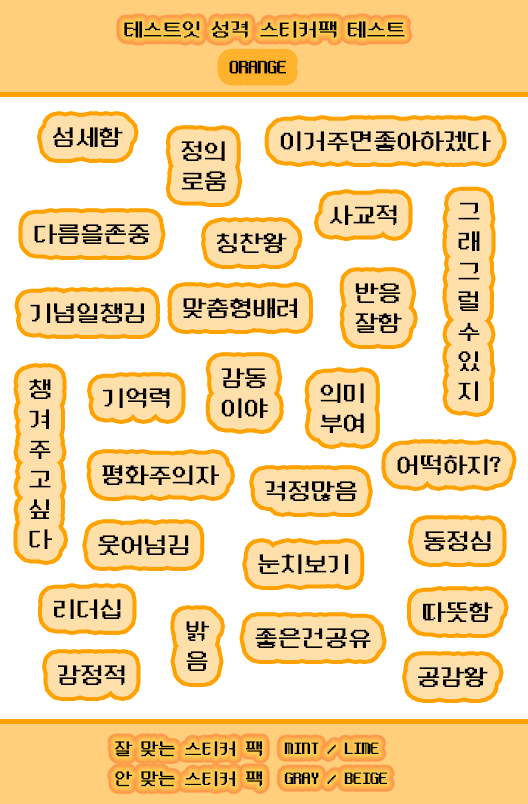 테스트잇 성격 스티커팩 테스트
ORANGE
섬세함
정의
로움
이거주면좋아하겠다
다름을존중
칭찬왕
사교적
그
래
그
럴
수
있
지
기념일챙김
맞춤형배려
반응
잘함
챙
겨
주
고
싶
다
기억력
감동
이야
의미
부여
평화주의자
걱정많음
어떡하지?
웃어넘김
눈치보기
동정심
리더십
밝
음
좋은건공유
따뜻함
감정적
공감왕
잘 맞는 스티커 팩 MINT / LIME
안 맞는 스티커 팩 GRAY / BEIGE